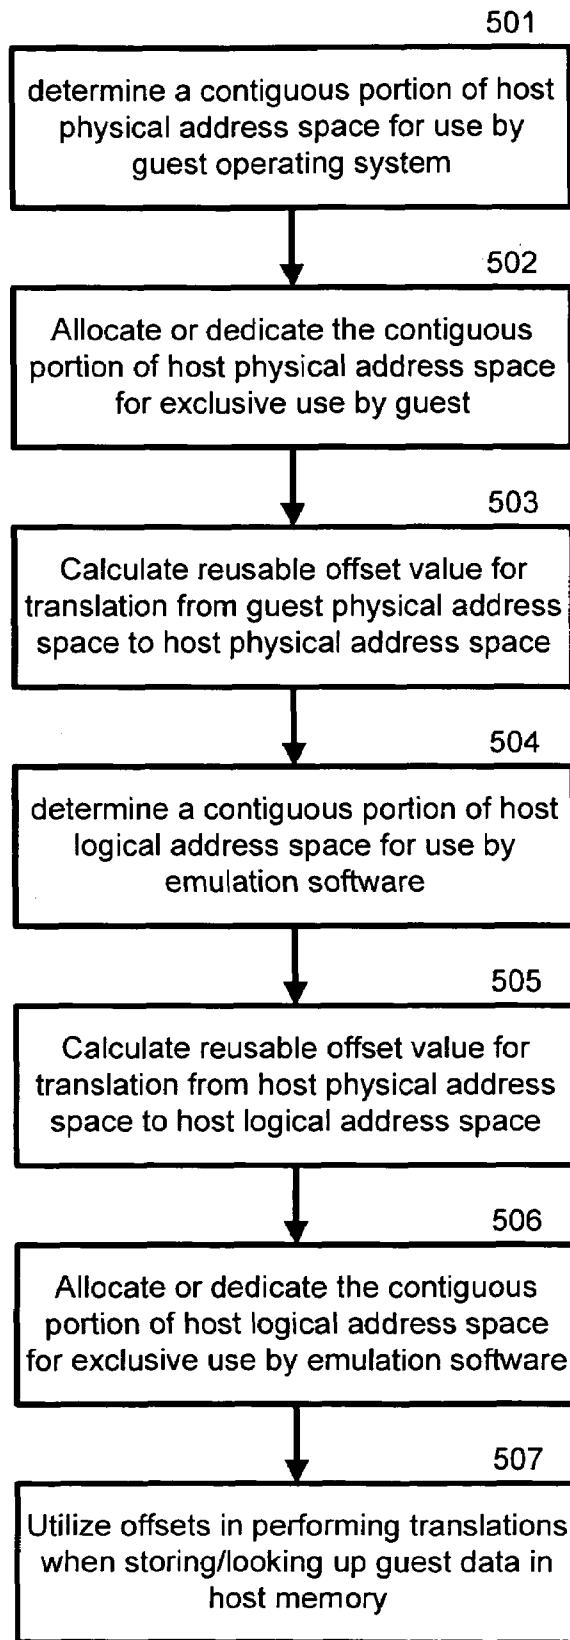 501
determine a contiguous portion of host
physical address space for use by
guest operating system
502
Allocate or dedicate the contiguous
portion of host physical address space
for exclusive use by guest
503
Calculate reusable offset value for
translation from guest physical address
space to host physical address space
504
determine a contiguous portion of host
logical address space for use by
emulation software
505
Calculate reusable offset value for
translation from host physical address
space to host logical address space
506
Allocate or dedicate the contiguous
portion of host logical address space
for exclusive use by emulation software
507
Utilize offsets in performing translations
when storing/looking up guest data in
host memory